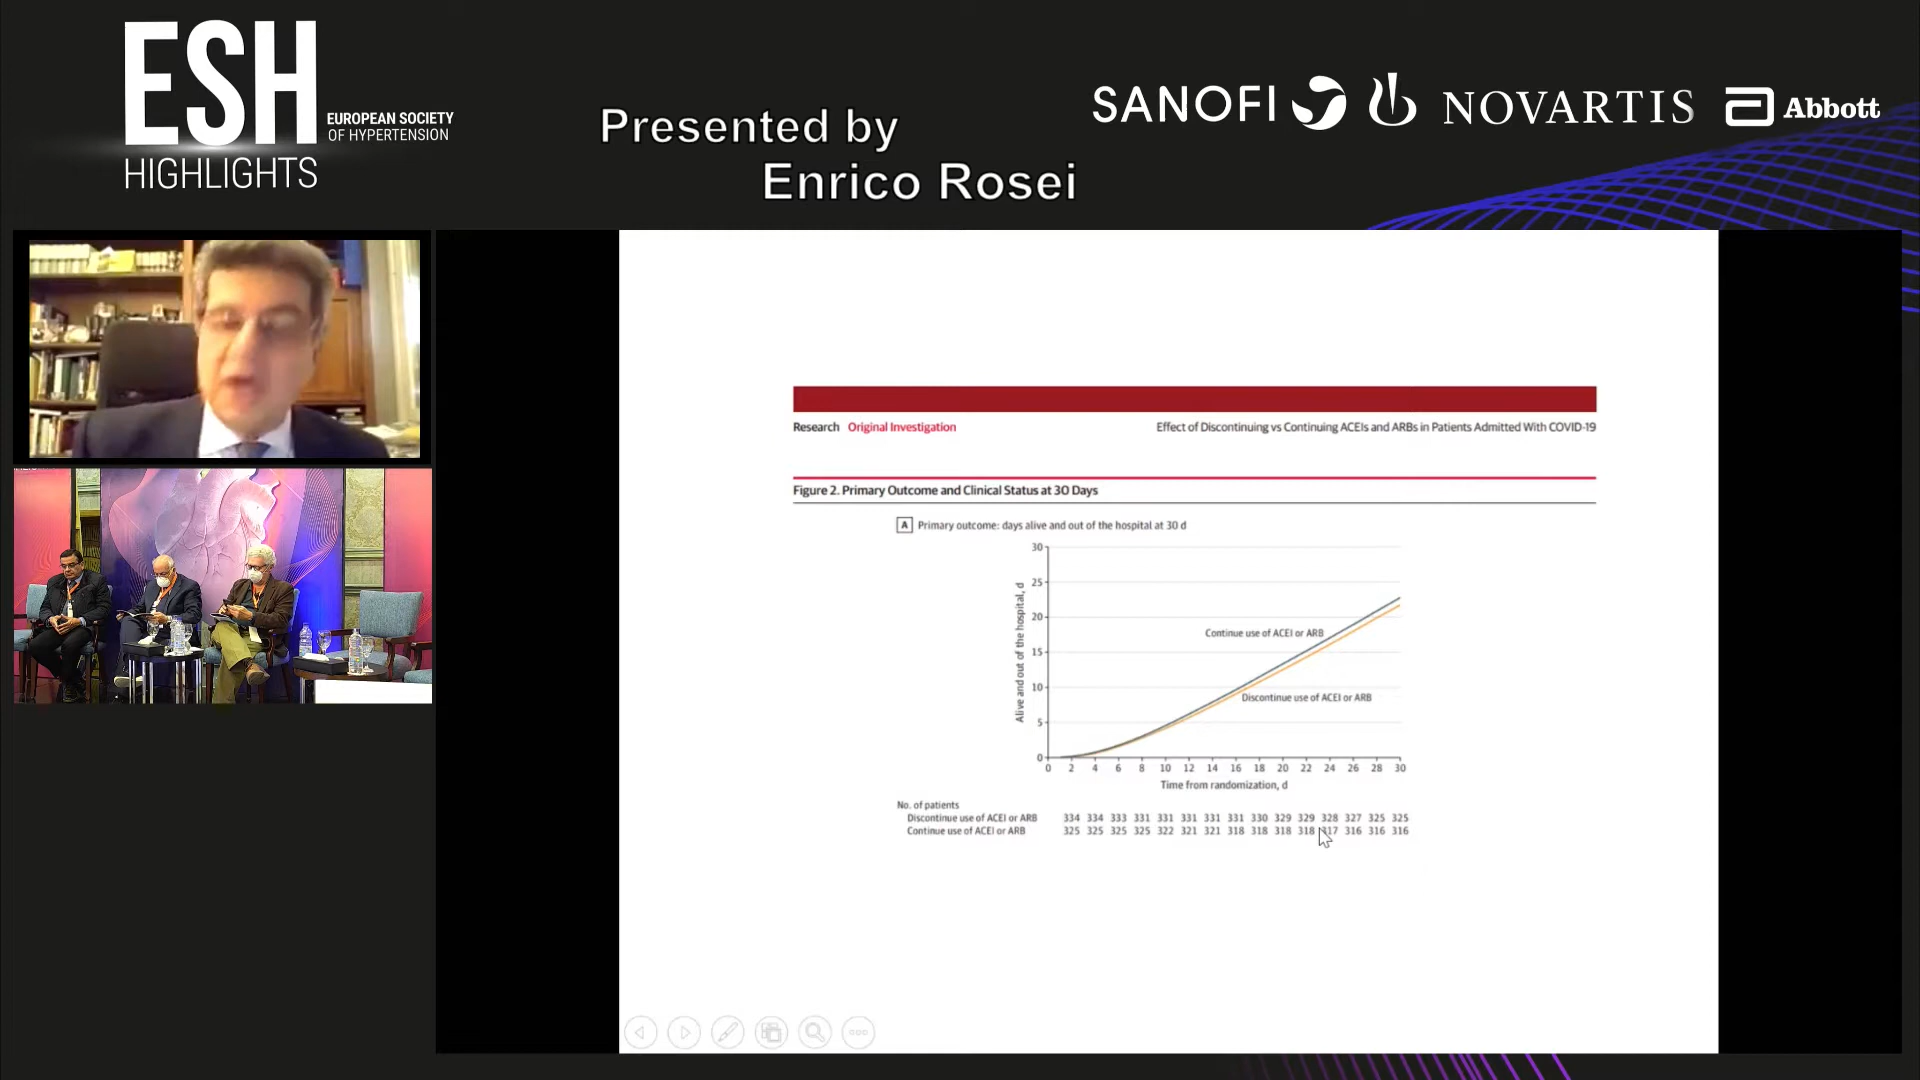 ESH
EUROPEAN SOCIETY
OF HYPERTENSION
HIGHLIGHTS
Presented by
Enrico Rosei
SANOFI
NOVARTIS
Abbott
Research Original Investigation
Effect of Discontinuing vs Continuing ACEIs and ARBs in Patients Admitted With COVID-19
Figure 2. Primary Outcome and Clinical Status at 30 Days
A Primary outcome: days alive and out of the hospital at 30 d
30
25
20
15
10
5
0
Alive and out of the hospital, d
Continue use of ACEI or ARB
Discontinue use of ACEI or ARB
0 2 4 6 8 10 12 14 16 18 20 22 24 26 28 30
Time from randomization, d
No. of patients
Discontinue use of ACEI or ARB 334 334 333 331 331 331 331 331 330 329 329 328 327 325 325
Continue use of ACEI or ARB 325 325 325 325 322 321 321 318 318 318 318 317 316 316 316